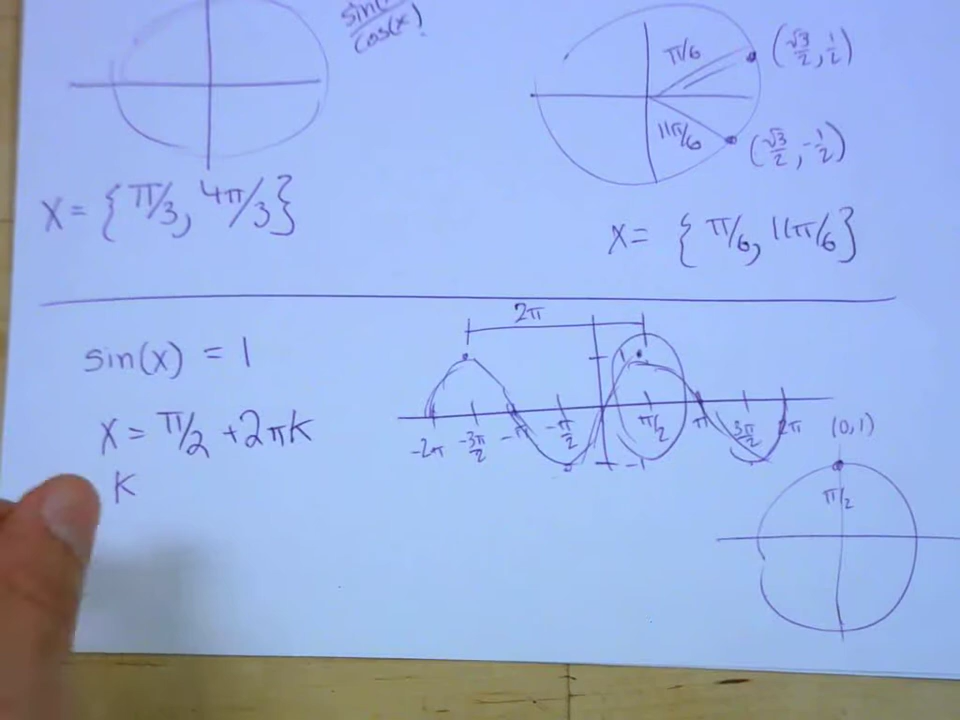 cos(x)
π/6
(√3/2, 1/2)
11π/6
(√3/2, -1/2)
x = {π/3, 4π/3}
x = {π/6, 11π/6}
2π
sin(x) = 1
1
x = π/2 + 2πk
-2π -3π/2 -π -π/2 π/2 π 3π/2 2π
-1
(0,1)
k
π/2